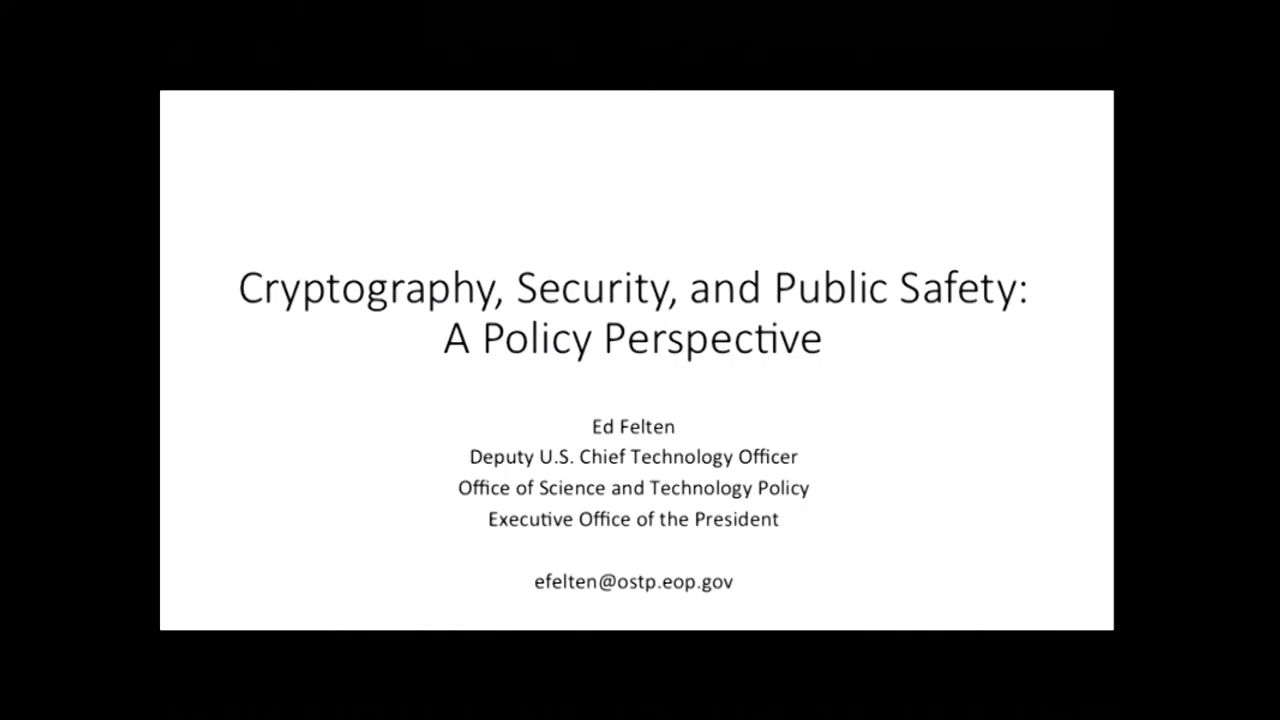 Cryptography, Security, and Public Safety:
A Policy Perspective
Ed Felten
Deputy U.S. Chief Technology Officer
Office of Science and Technology Policy
Executive Office of the President
efelten@ostp.eop.gov